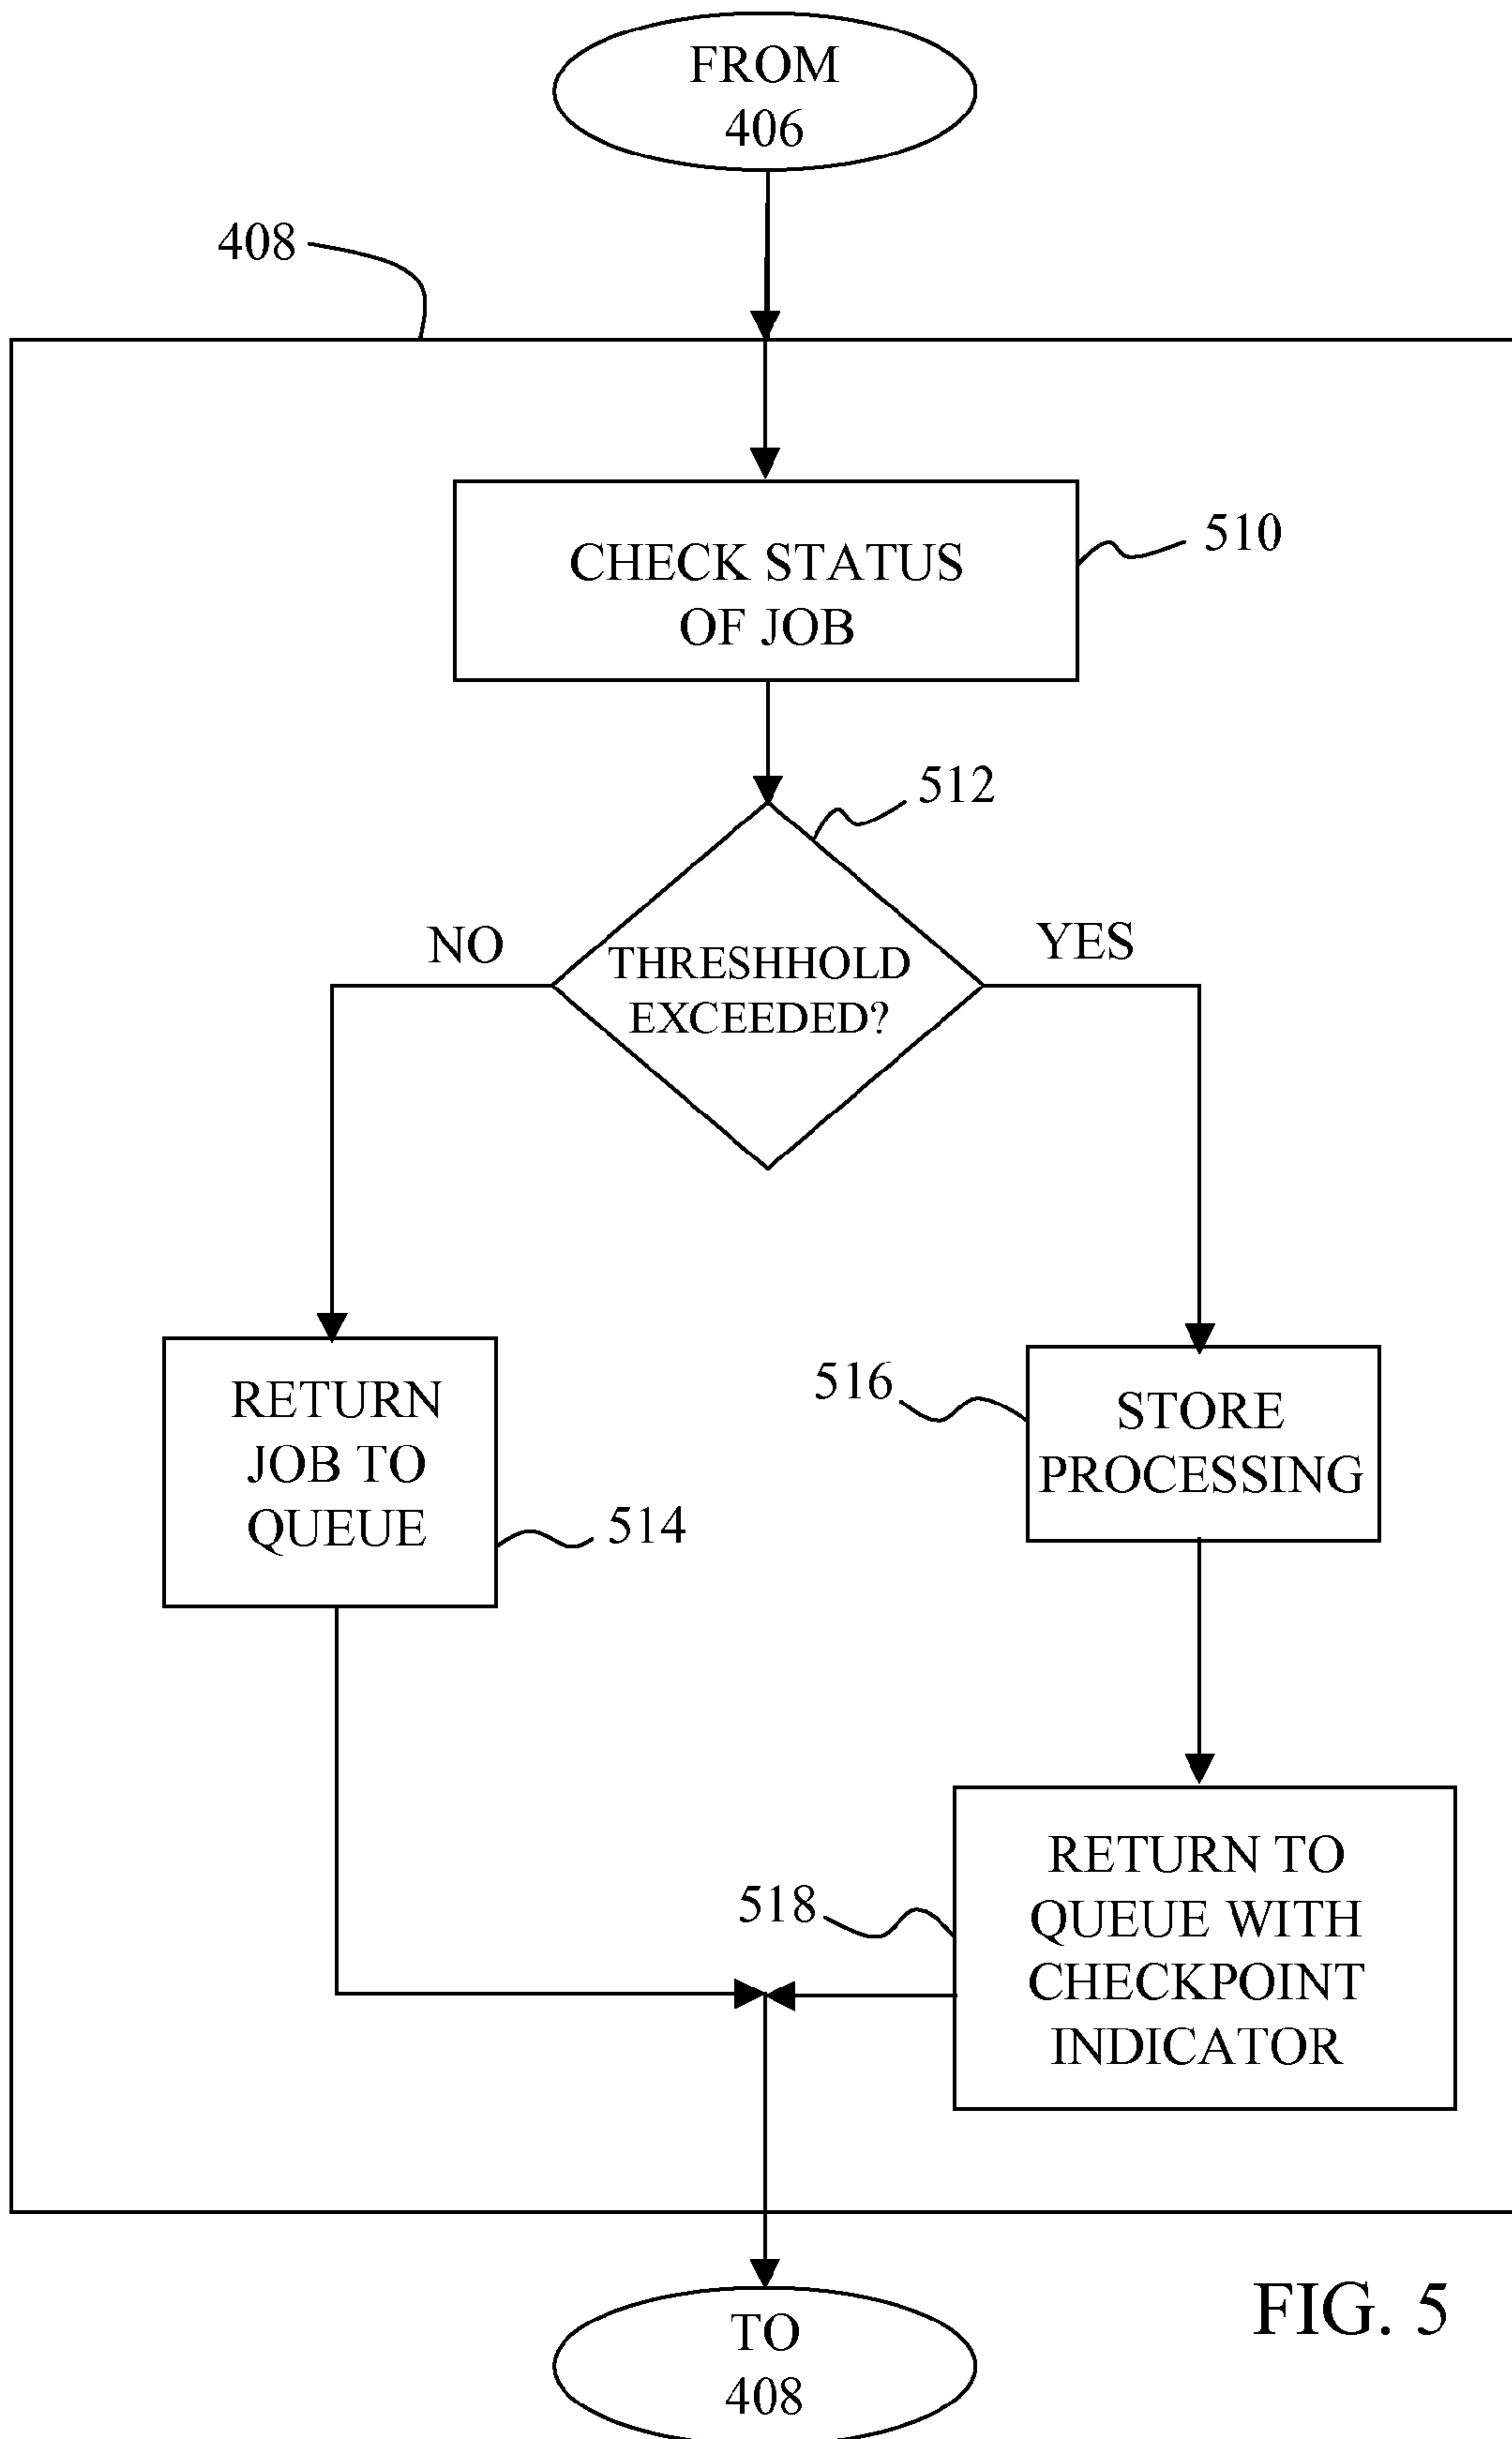 FROM
406
408
CHECK STATUS
OF JOB
510
512
NO
YES
THRESHHOLD
EXCEEDED?
RETURN
JOB TO
QUEUE
514
516
STORE
PROCESSING
518
RETURN TO
QUEUE WITH
CHECKPOINT
INDICATOR
TO
408
FIG. 5